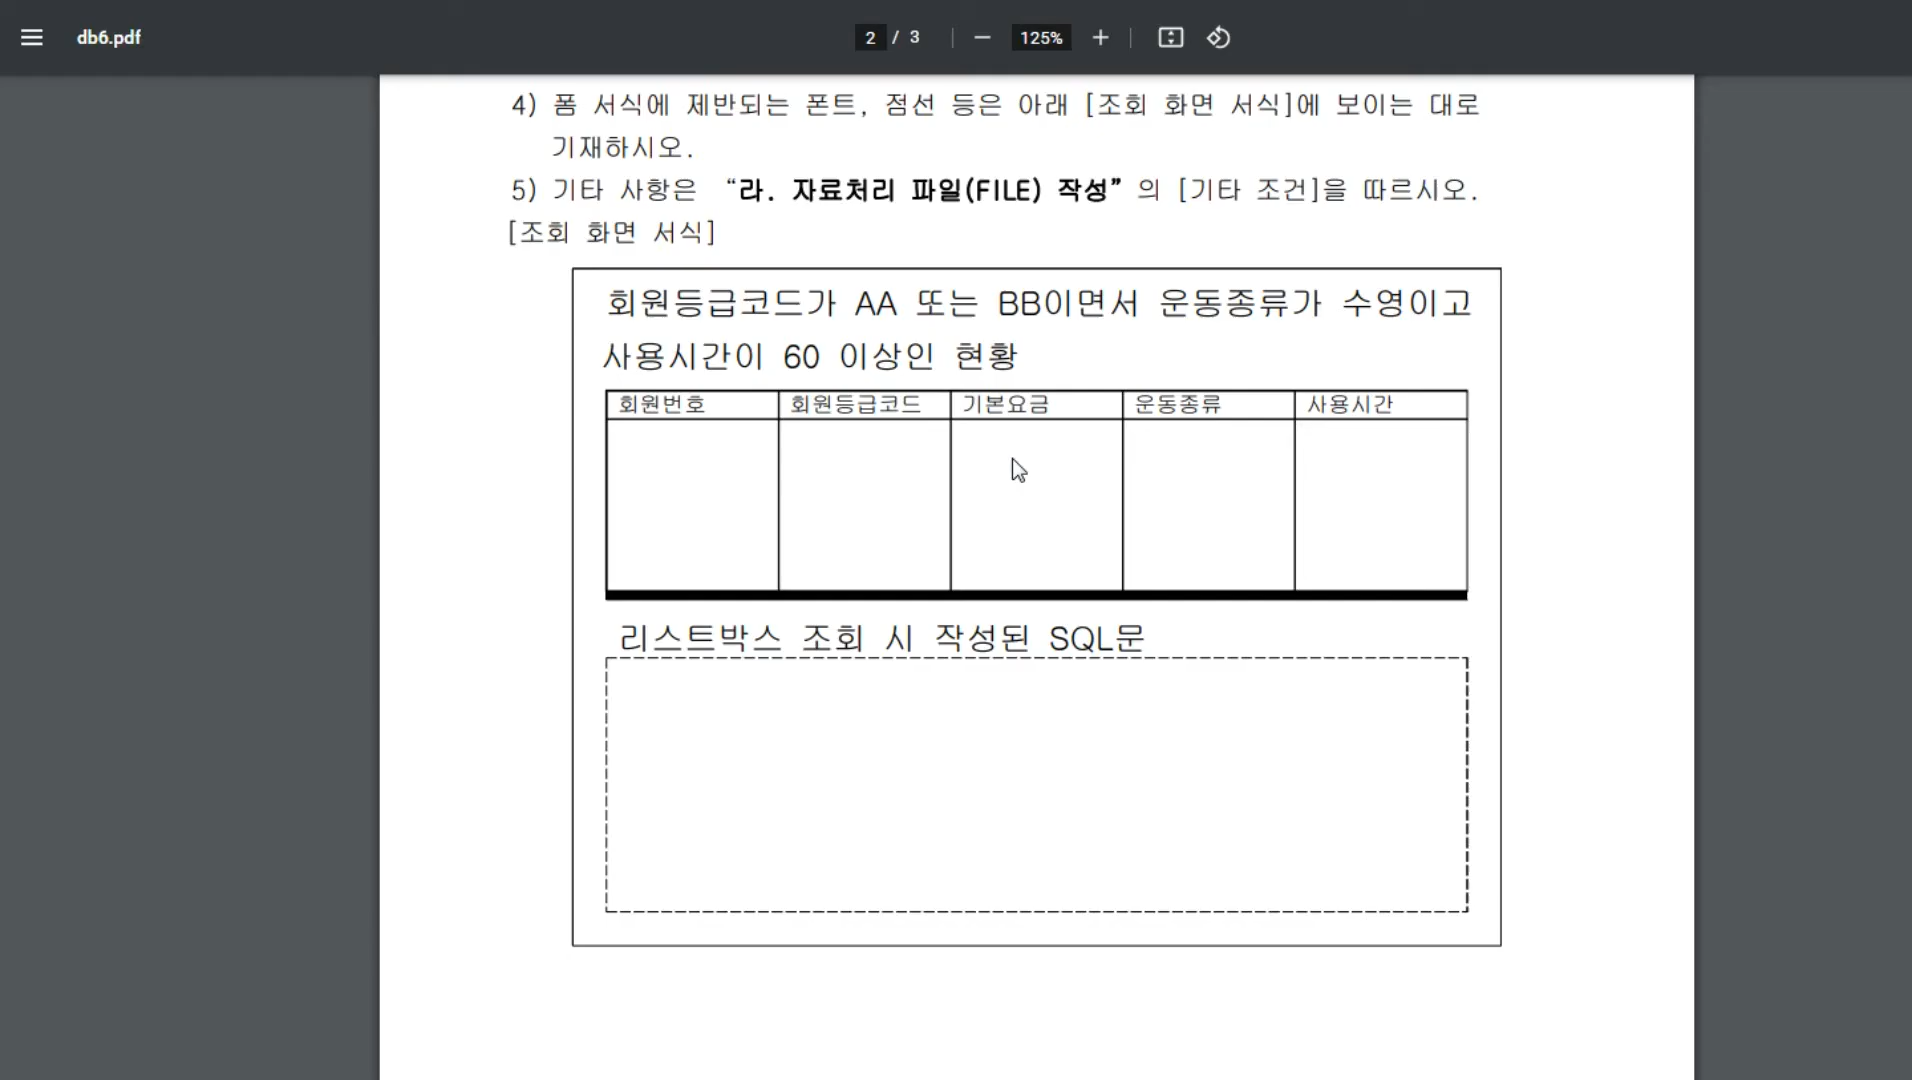 db6.pdf
2 / 3
125%
4) 폼 서식에 제반되는 폰트, 점선 등은 아래 [조회 화면 서식]에 보이는 대로
기재하시오.
5) 기타 사항은 “라. 자료처리 파일(FILE) 작성” 의 [기타 조건]을 따르시오.
[조회 화면 서식]
회원등급코드가 AA 또는 BB이면서 운동종류가 수영이고
사용시간이 60 이상인 현황
회원번호 회원등급코드 기본요금 운동종류 사용시간
리스트박스 조회 시 작성된 SQL문